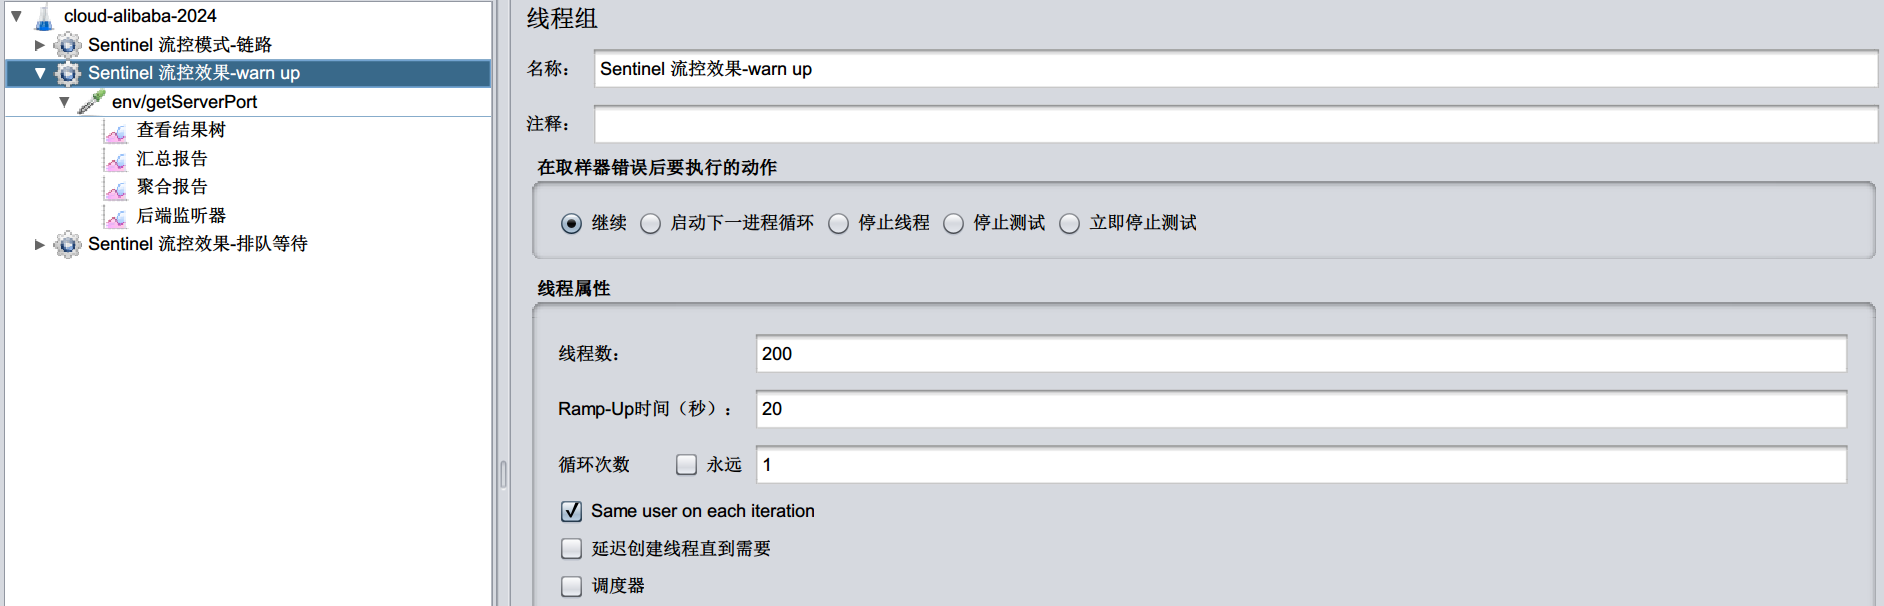 cloud-alibaba-2024
Sentinel 流控模式-链路
Sentinel 流控效果-warn up
env/getServerPort
查看结果树
汇总报告
聚合报告
后端监听器
Sentinel 流控效果-排队等待
线程组
名称： Sentinel 流控效果-warn up
注释：
在取样器错误后要执行的动作
继续 启动下一进程循环 停止线程 停止测试 立即停止测试
线程属性
线程数： 200
Ramp-Up时间（秒）： 20
循环次数 永远 1
Same user on each iteration
延迟创建线程直到需要
调度器